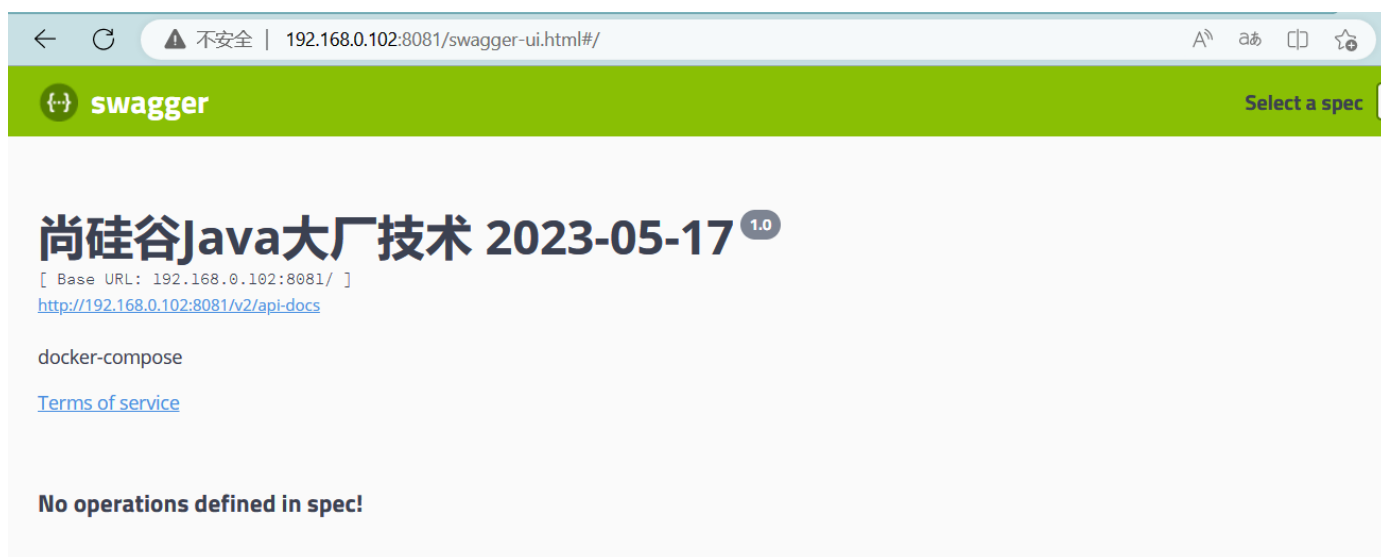 不安全 | 192.168.0.102:8081/swagger-ui.html#/
swagger
Select a spec
尚硅谷Java大厂技术 2023-05-17 1.0
[ Base URL: 192.168.0.102:8081/ ]
http://192.168.0.102:8081/v2/api-docs
docker-compose
Terms of service
No operations defined in spec!